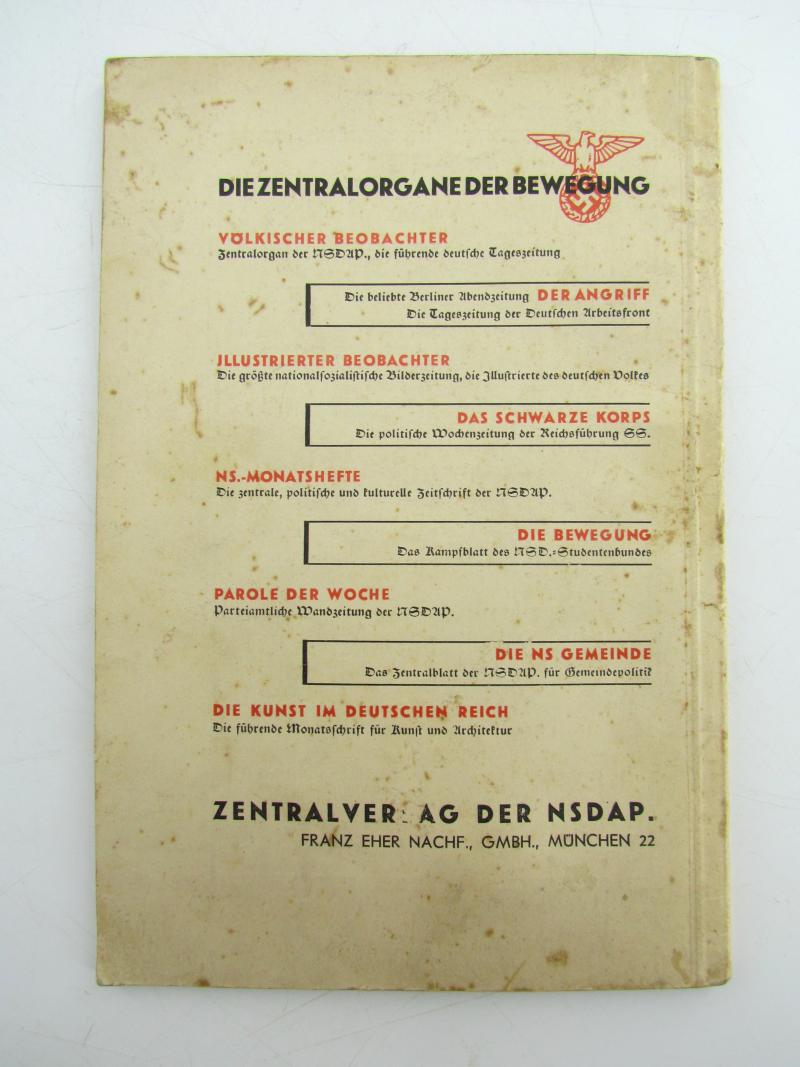 DIE ZENTRALORGANE DER BEWEGUNG
VÖLKISCHER BEOBACHTER
Zentralorgan der NSDAP., die führende deutsche Tageszeitung
Die beliebte Berliner Abendzeitung DER ANGRIFF
Die Tageszeitung der Deutschen Arbeitsfront
JLLUSTRIERTER BEOBACHTER
Die größte nationalsozialistische Bilderzeitung, die Jllustrierte des deutschen Volkes
DAS SCHWARZE KORPS
Die politische Wochenzeitung der Reichsführung SS.
NS.-MONATSHEFTE
Die zentrale, politische und kulturelle Zeitschrift der NSDAP.
DIE BEWEGUNG
Das Kampfblatt des NSD.-Studentenbundes
PAROLE DER WOCHE
Parteiamtliche Wandzeitung der NSDAP.
DIE NS GEMEINDE
Das Zentralblatt der NSDAP. für Gemeindepolitik
DIE KUNST IM DEUTSCHEN REICH
Die führende Monatsschrift für Kunst und Architektur
ZENTRALVERLAG DER NSDAP.
FRANZ EHER NACHF., GMBH., MÜNCHEN 22